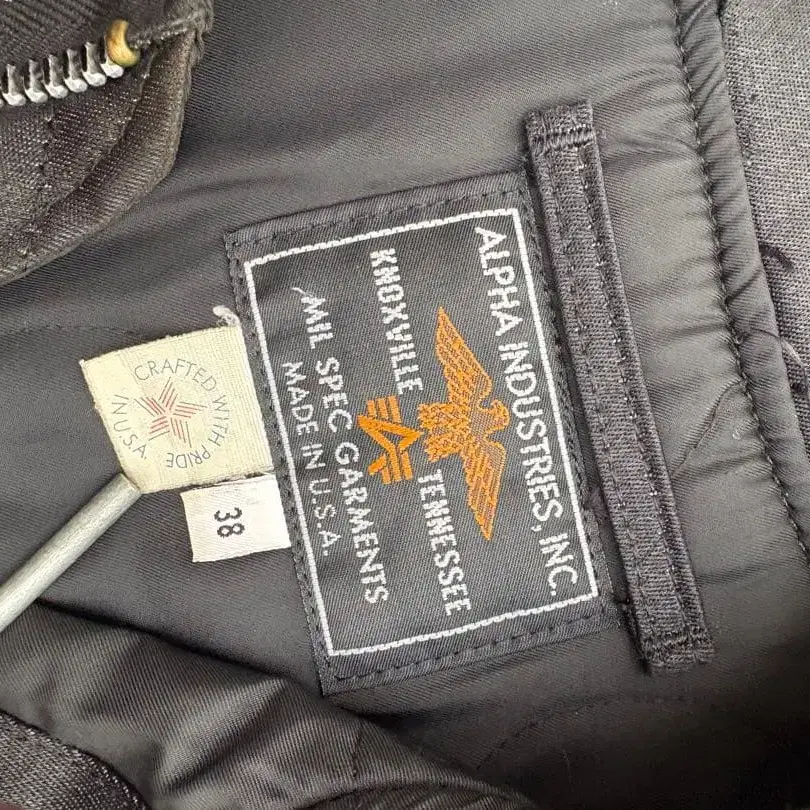 ALPHA INDUSTRIES, INC.
KNOXVILLE TENNESSEE
MIL SPEC GARMENTS
MADE IN U.S.A.
CRAFTED WITH PRIDE
IN USA
38